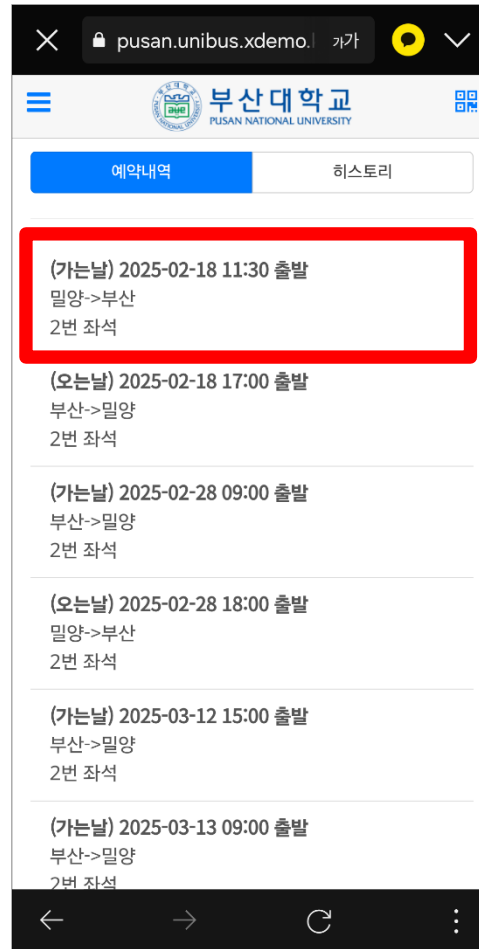 pusan.unibus.xdemo. 가가
부산대학교
PUSAN NATIONAL UNIVERSITY
예약내역 히스토리
(가는날) 2025-02-18 11:30 출발
밀양->부산
2번 좌석
(오는날) 2025-02-18 17:00 출발
부산->밀양
2번 좌석
(가는날) 2025-02-28 09:00 출발
부산->밀양
2번 좌석
(오는날) 2025-02-28 18:00 출발
밀양->부산
2번 좌석
(가는날) 2025-03-12 15:00 출발
부산->밀양
2번 좌석
(가는날) 2025-03-13 09:00 출발
부산->밀양
2번 좌석